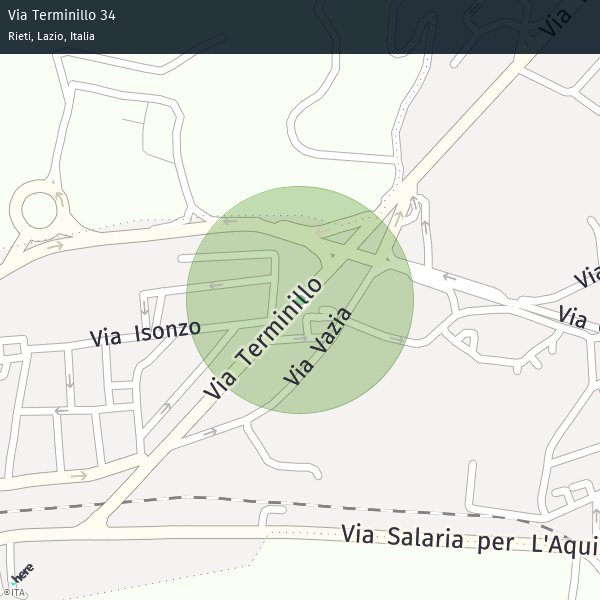 Via Terminillo 34
Rieti, Lazio, Italia
Via
Via
Via Isonzo
Via Terminillo
Via Vazia
Via
Via Salaria per L'Aqui
here
©ITA